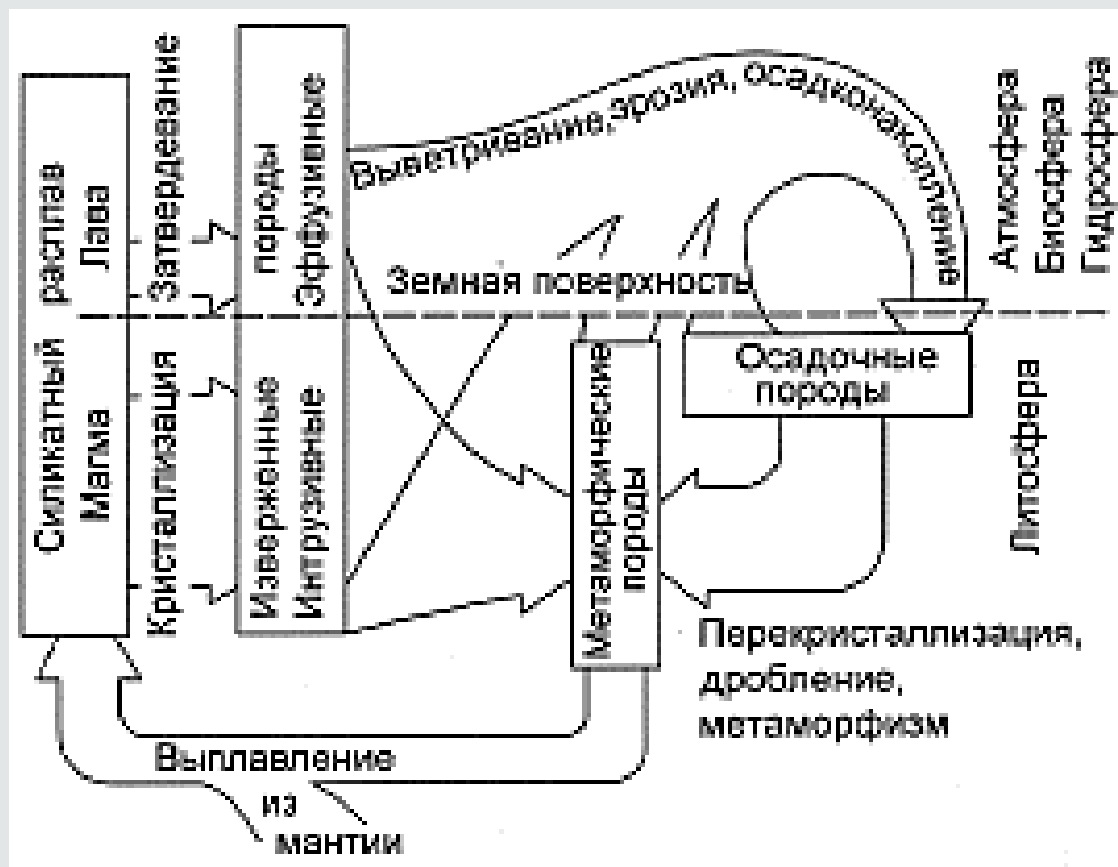 Силикатный расплав
Магма Лава
Затвердевание
Кристаллизация
Изверженные породы
Интрузивные Эффузивные
Выветривание, эрозия, осадконакопление
Земная поверхность
Атмосфера
Биосфера
Гидросфера
Литосфера
Осадочные
породы
Метаморфические
породы
Перекристаллизация,
дробление,
метаморфизм
Выплавление
из
мантии